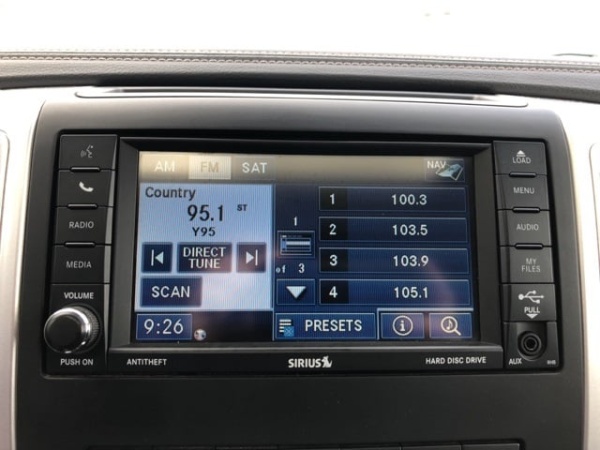 AM FM SAT NAV
LOAD
MENU
RADIO
AUDIO
MEDIA
MY FILES
VOLUME
PULL
PUSH ON
Country
95.1 ST
Y95
DIRECT TUNE
SCAN
1
of 3
1 100.3
2 103.5
3 103.9
4 105.1
9:26
PRESETS
ANTITHEFT
SIRIUS
HARD DISC DRIVE
AUX